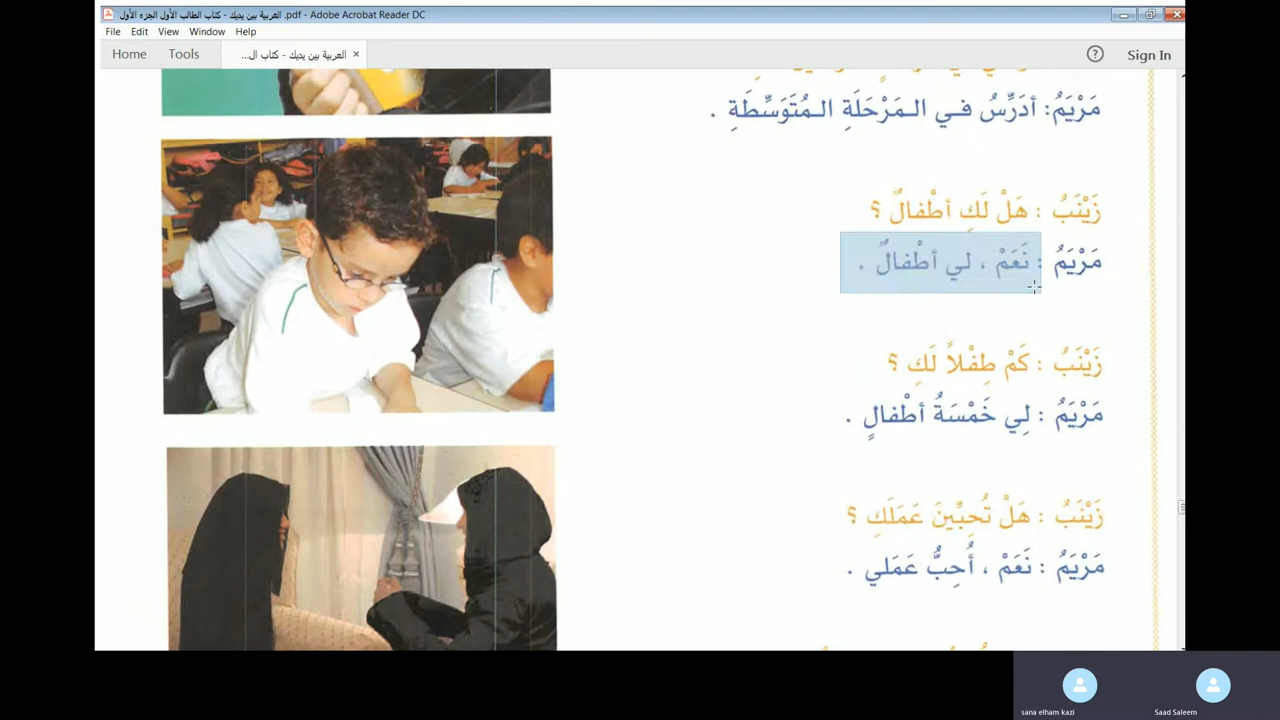 العربية بين يديك - كتاب الطالب الأول الجزء الأول .pdf - Adobe Acrobat Reader DC
File Edit View Window Help
Home Tools العربية بين يديك - كتاب ال... × ? Sign In
مَرْيَمُ: أدَرِّسُ فـي الـمَرْحَلَةِ الـمُتَوَسِّطَةِ .
زَيْنَبُ : هَلْ لَكِ أطْفالٌ ؟
مَرْيَمُ : نَعَمْ ، لي أطْفالٌ .
زَيْنَبُ : كَمْ طِفْلاً لَكِ ؟
مَرْيَمُ : لِي خَمْسَةُ أطْفالٍ .
زَيْنَبُ : هَلْ تُحِبِّينَ عَمَلَكِ ؟
مَرْيَمُ : نَعَمْ ، أُحِبُّ عَمَلي .
sana elham kazi
Saad Saleem